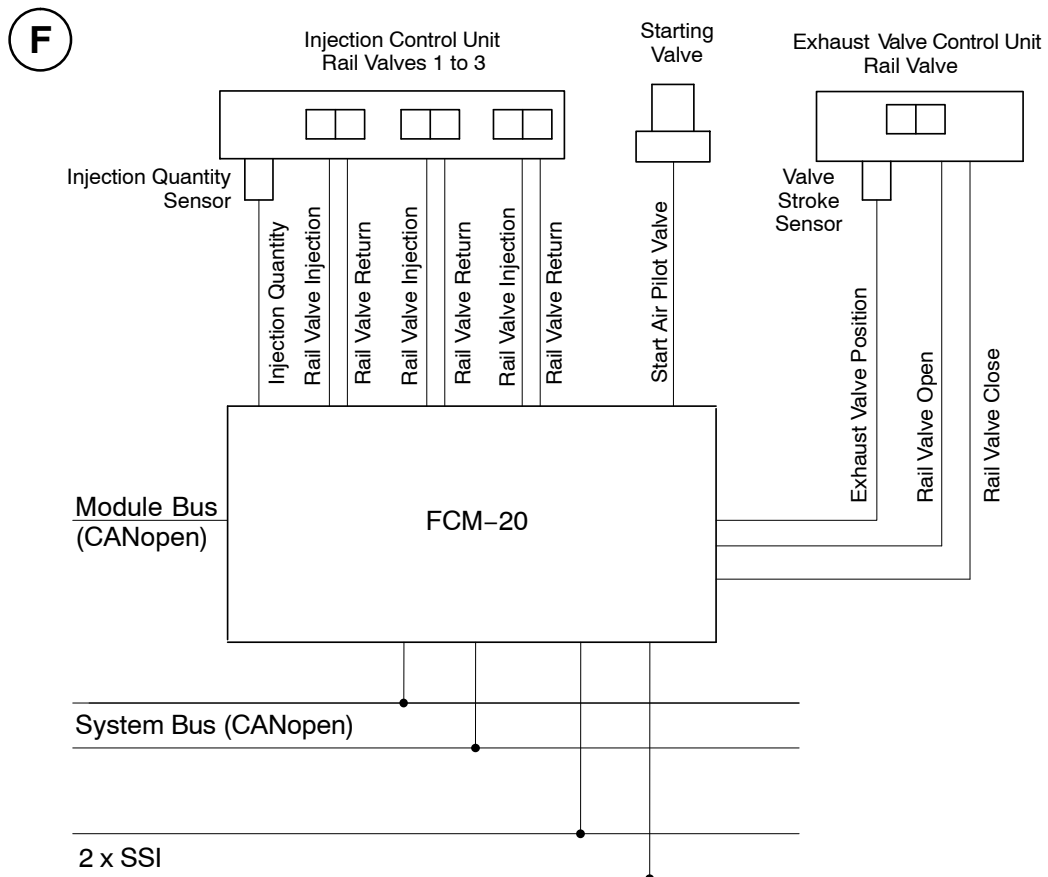 F
Injection Control Unit
Rail Valves 1 to 3
Starting
Valve
Exhaust Valve Control Unit
Rail Valve
Injection Quantity
Sensor
Valve
Stroke
Sensor
Injection Quantity
Rail Valve Injection
Rail Valve Return
Rail Valve Injection
Rail Valve Return
Rail Valve Injection
Rail Valve Return
Start Air Pilot Valve
Exhaust Valve Position
Rail Valve Open
Rail Valve Close
Module Bus
(CANopen)
FCM−20
System Bus (CANopen)
2 x SSI